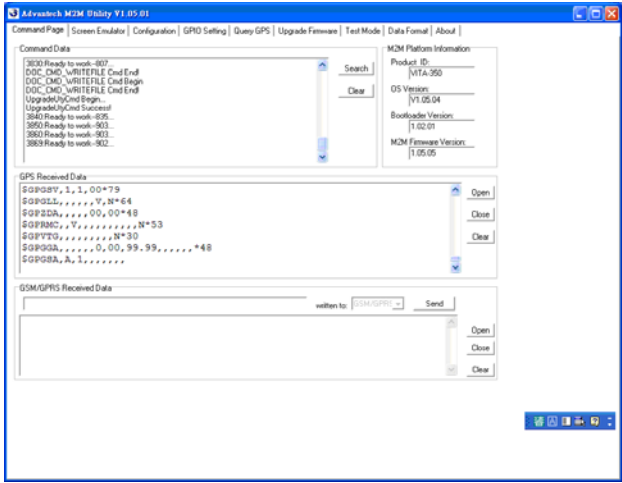 Advantech M2M Utility V1.05.01
Command Page Screen Emulator Configuration GPIO Setting Query GPS Upgrade Firmware Test Mode Data Format About
Command Data
3830:Ready to work--807...
DOC_CMD_WRITEFILE Cmd End!
DOC_CMD_WRITEFILE Cmd Begin
DOC_CMD_WRITEFILE Cmd End!
UpgradeUtyCmd Begin...
UpgradeUtyCmd Success!
3840:Ready to work--835...
3850:Ready to work--903...
3860:Ready to work--903...
3869:Ready to work--902...
Search
Clear
M2M Platform Information
Product ID:
VITA-350
OS Version:
V1.05.04
Bootloader Version:
1.02.01
M2M Firmware Version:
1.05.05
GPS Received Data
$GPGSV,1,1,00*79
$GPGLL,,,,,,V,N*64
$GPZDA,,,,,00,00*48
$GPRMC,,V,,,,,,,,,,N*53
$GPVTG,,,,,,,,,N*30
$GPGGA,,,,,,0,00,99.99,,,,,,*48
$GPGSA,A,1,,,,,,,
Open
Close
Clear
GSM/GPRS Received Data
written to: GSM/GPRS Send
Open
Close
Clear